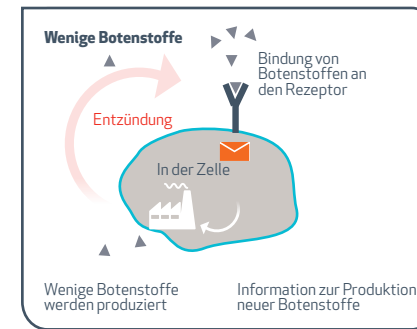 Wenige Botenstoffe
Bindung von
Botenstoffen an
den Rezeptor
Entzündung
In der Zelle
Wenige Botenstoffe
werden produziert
Information zur Produktion
neuer Botenstoffe